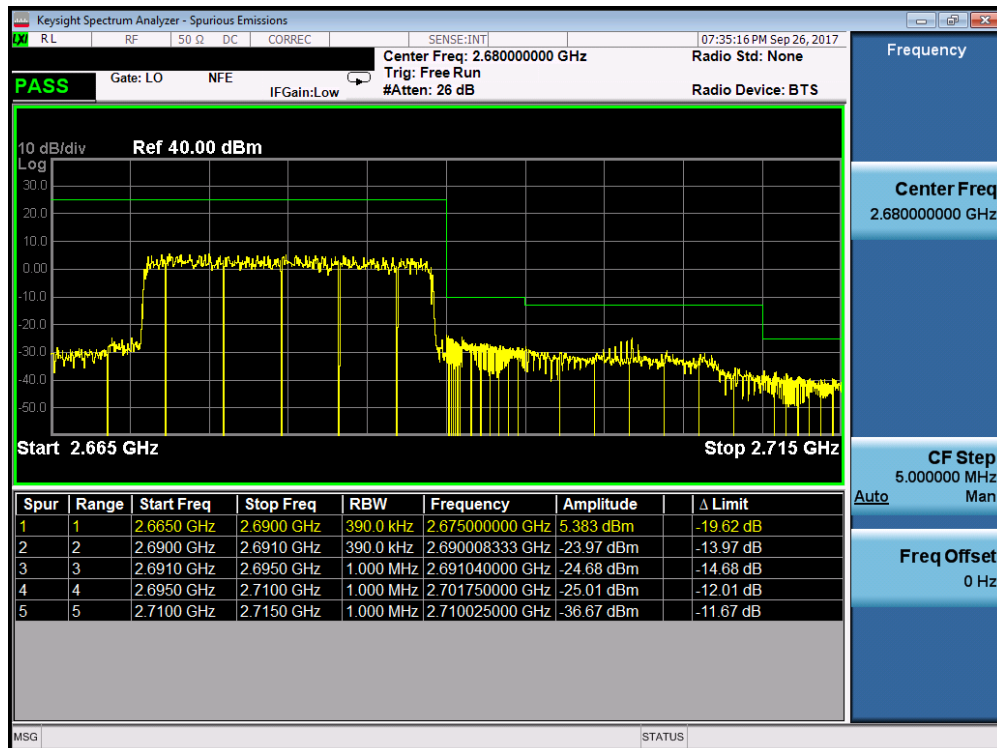 Keysight Spectrum Analyzer - Spurious Emissions
LXI RL RF 50 Ω DC CORREC SENSE:INT 07:35:16 PM Sep 26, 2017
Center Freq: 2.680000000 GHz Radio Std: None
PASS Gate: LO NFE Trig: Free Run
IFGain:Low #Atten: 26 dB Radio Device: BTS
10 dB/div Ref 40.00 dBm
Log
30.0
20.0
10.0
0.00
-10.0
-20.0
-30.0
-40.0
-50.0
Start 2.665 GHz Stop 2.715 GHz
Spur Range Start Freq Stop Freq RBW Frequency Amplitude Δ Limit
1 1 2.6650 GHz 2.6900 GHz 390.0 kHz 2.675000000 GHz 5.383 dBm -19.62 dB
2 2 2.6900 GHz 2.6910 GHz 390.0 kHz 2.690008333 GHz -23.97 dBm -13.97 dB
3 3 2.6910 GHz 2.6950 GHz 1.000 MHz 2.691040000 GHz -24.68 dBm -14.68 dB
4 4 2.6950 GHz 2.7100 GHz 1.000 MHz 2.701750000 GHz -25.01 dBm -12.01 dB
5 5 2.7100 GHz 2.7150 GHz 1.000 MHz 2.710025000 GHz -36.67 dBm -11.67 dB
MSG STATUS
Frequency
Center Freq
2.680000000 GHz
CF Step
5.000000 MHz
Auto Man
Freq Offset
0 Hz